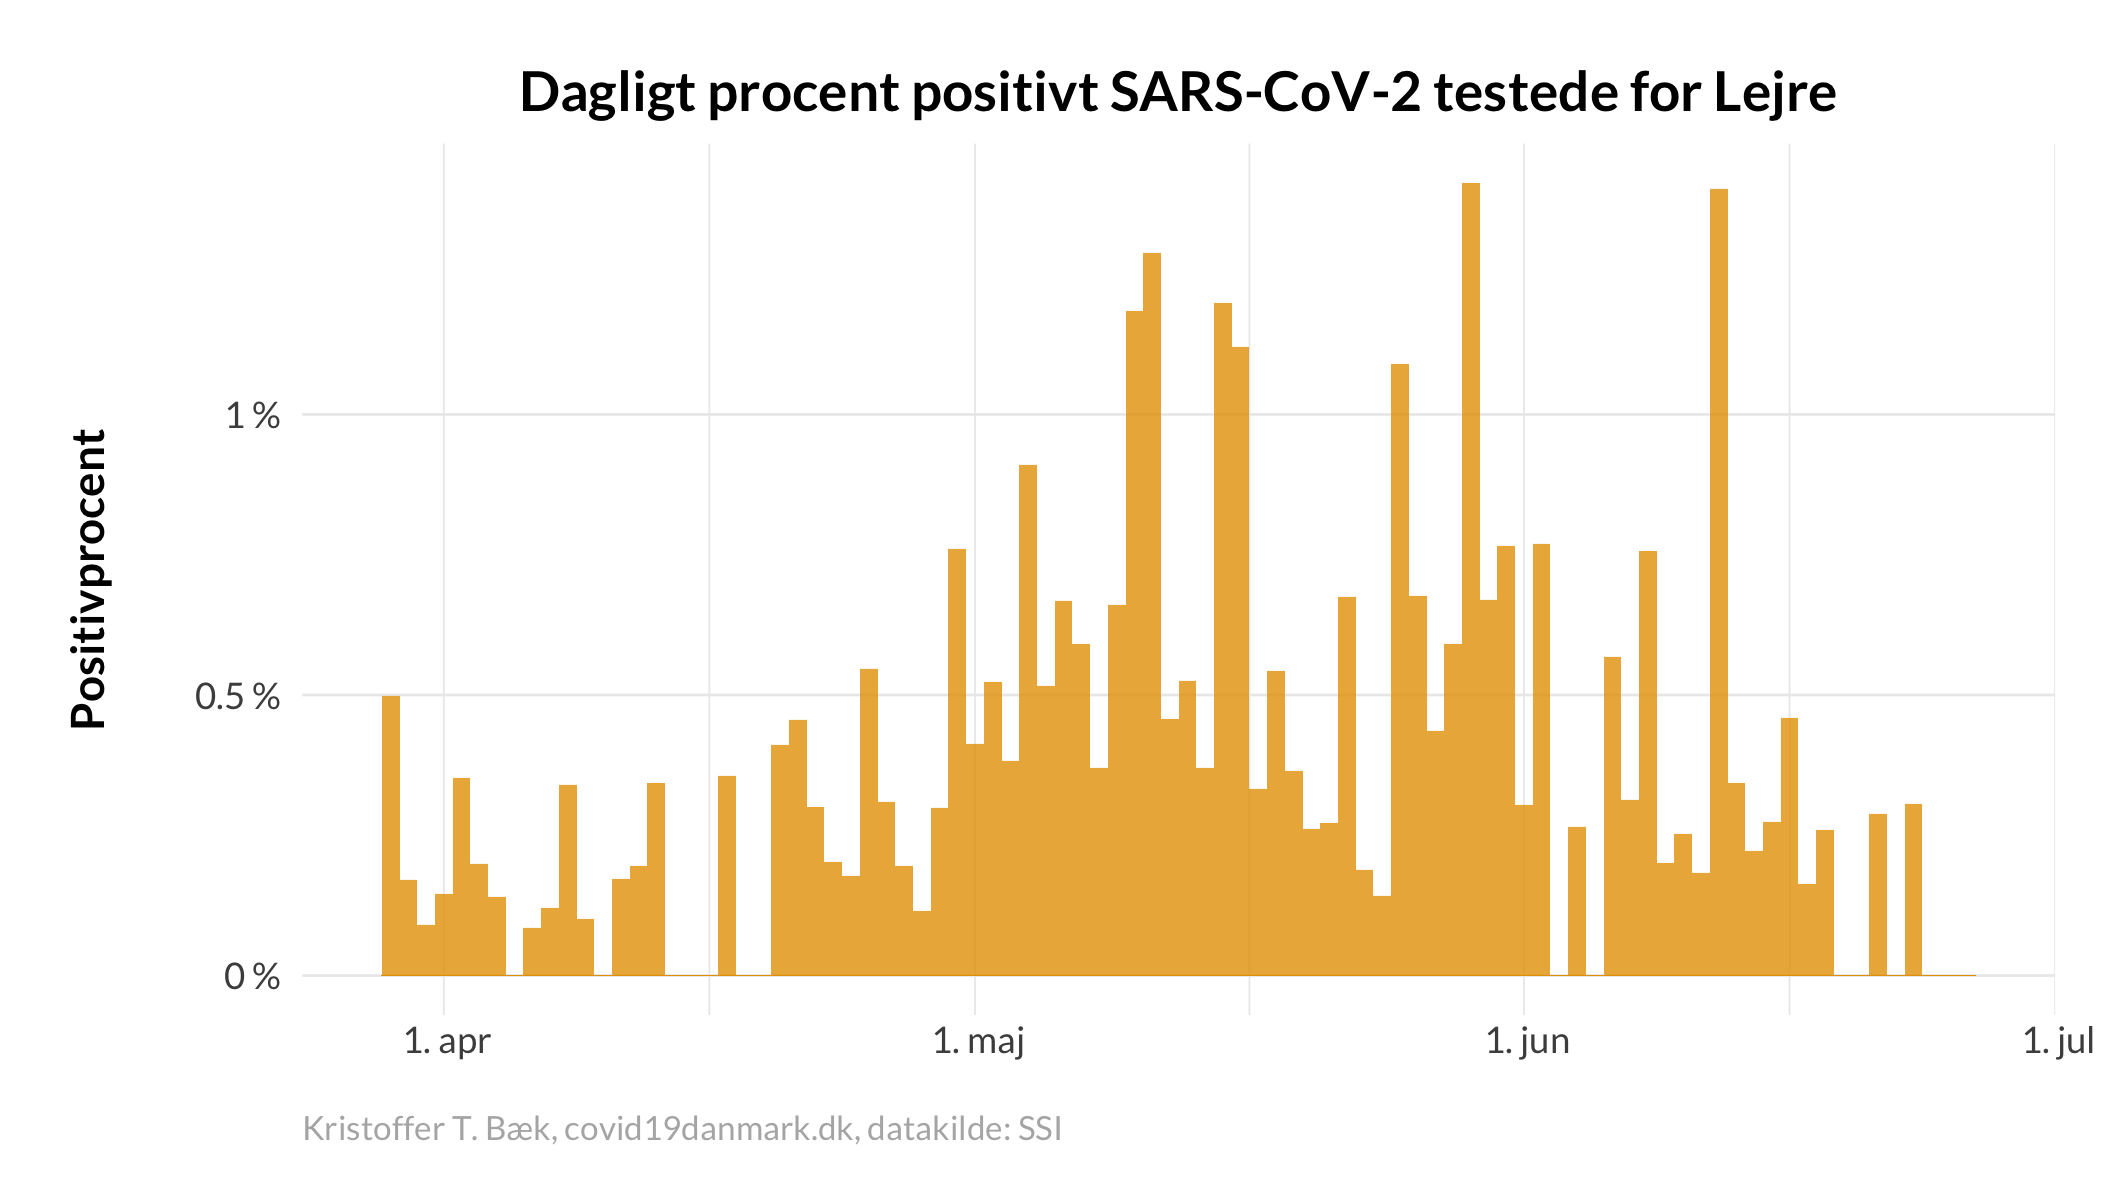 Dagligt procent positivt SARS-CoV-2 testede for Lejre
Positivprocent
1 %
0.5 %
0 %
1. apr
1. maj
1. jun
1. jul
Kristoffer T. Bæk, covid19danmark.dk, datakilde: SSI